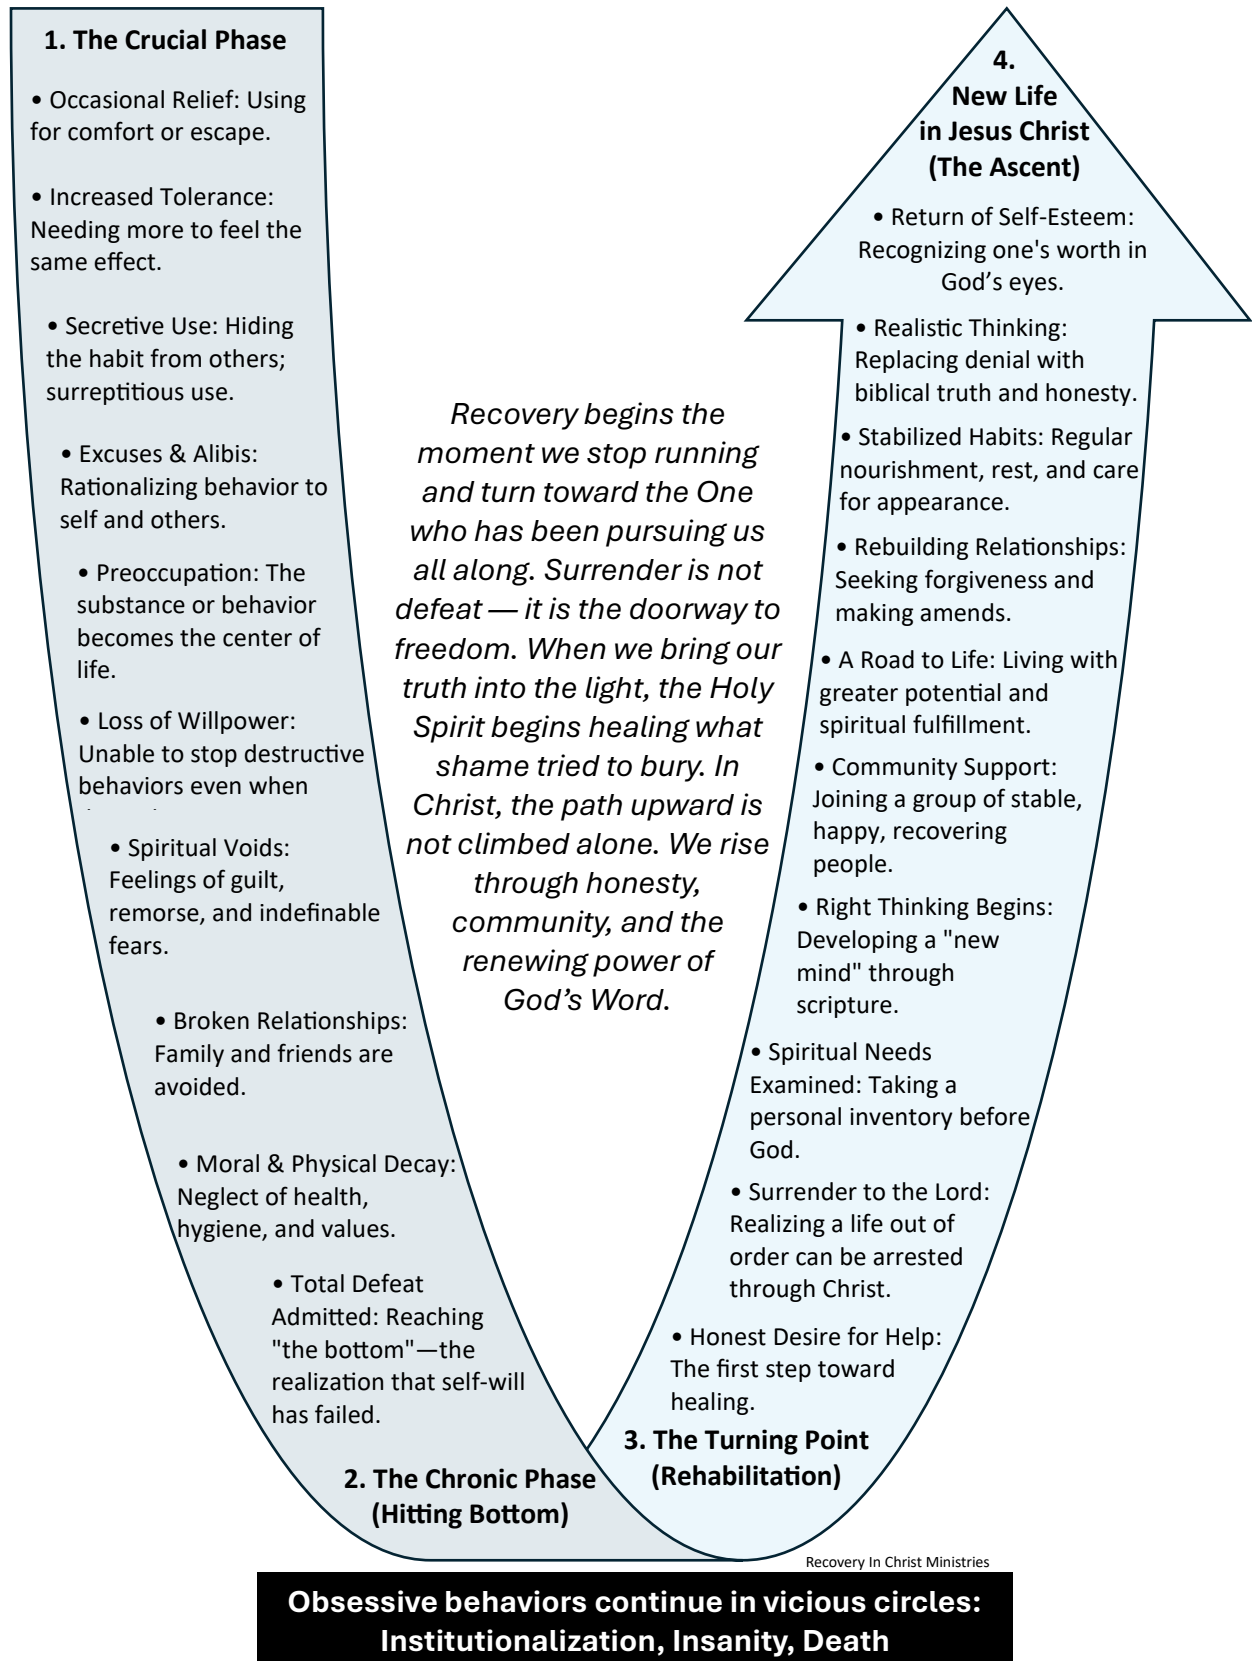 1. The Crucial Phase
• Occasional Relief: Using
for comfort or escape.
• Increased Tolerance:
Needing more to feel the
same effect.
• Secretive Use: Hiding
the habit from others;
surreptitious use.
• Excuses & Alibis:
Rationalizing behavior to
self and others.
• Preoccupation: The
substance or behavior
becomes the center of
life.
• Loss of Willpower:
Unable to stop destructive
behaviors even when
• Spiritual Voids:
Feelings of guilt,
remorse, and indefinable
fears.
• Broken Relationships:
Family and friends are
avoided.
• Moral & Physical Decay:
Neglect of health,
hygiene, and values.
• Total Defeat
Admitted: Reaching
"the bottom"—the
realization that self-will
has failed.
2. The Chronic Phase
(Hitting Bottom)
Recovery begins the
moment we stop running
and turn toward the One
who has been pursuing us
all along. Surrender is not
defeat — it is the doorway to
freedom. When we bring our
truth into the light, the Holy
Spirit begins healing what
shame tried to bury. In
Christ, the path upward is
not climbed alone. We rise
through honesty,
community, and the
renewing power of
God’s Word.
4.
New Life
in Jesus Christ
(The Ascent)
• Return of Self-Esteem:
Recognizing one's worth in
God’s eyes.
• Realistic Thinking:
Replacing denial with
biblical truth and honesty.
• Stabilized Habits: Regular
nourishment, rest, and care
for appearance.
• Rebuilding Relationships:
Seeking forgiveness and
making amends.
• A Road to Life: Living with
greater potential and
spiritual fulfillment.
• Community Support:
Joining a group of stable,
happy, recovering
people.
• Right Thinking Begins:
Developing a "new
mind" through
scripture.
• Spiritual Needs
Examined: Taking a
personal inventory before
God.
• Surrender to the Lord:
Realizing a life out of
order can be arrested
through Christ.
• Honest Desire for Help:
The first step toward
healing.
3. The Turning Point
(Rehabilitation)
Recovery In Christ Ministries
Obsessive behaviors continue in vicious circles:
Institutionalization, Insanity, Death